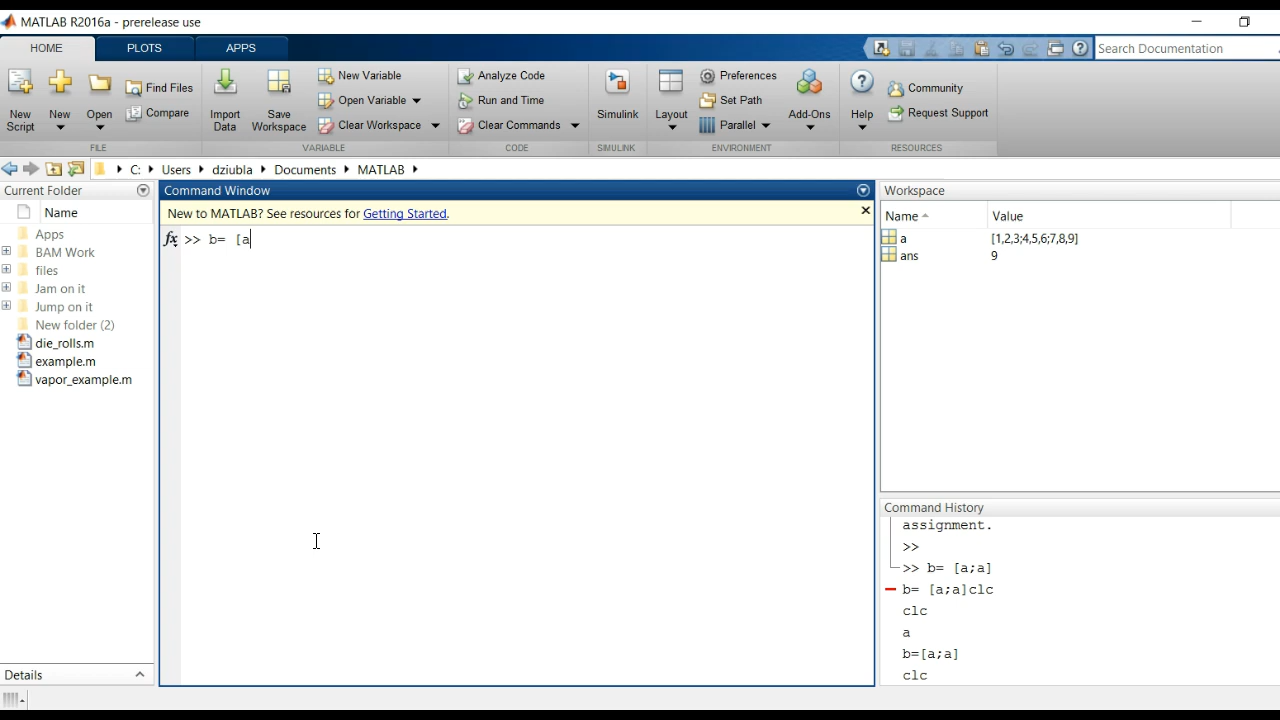 MATLAB R2016a - prerelease use
HOME PLOTS APPS
Search Documentation
New Script
New
Open
Find Files
Compare
FILE
Import Data
Save Workspace
New Variable
Open Variable
Clear Workspace
VARIABLE
Analyze Code
Run and Time
Clear Commands
CODE
Simulink
SIMULINK
Layout
Preferences
Set Path
Parallel
Add-Ons
ENVIRONMENT
Help
Community
Request Support
RESOURCES
C: Users dziubla Documents MATLAB
Current Folder
Name
Apps
BAM Work
files
Jam on it
Jump on it
New folder (2)
die_rolls.m
example.m
vapor_example.m
Details
Command Window
New to MATLAB? See resources for Getting Started.
fx >> b= [a
Workspace
Name Value
a [1,2,3;4,5,6;7,8,9]
ans 9
Command History
assignment.
>>
>> b= [a;a]
b= [a;a]clc
clc
a
b=[a;a]
clc